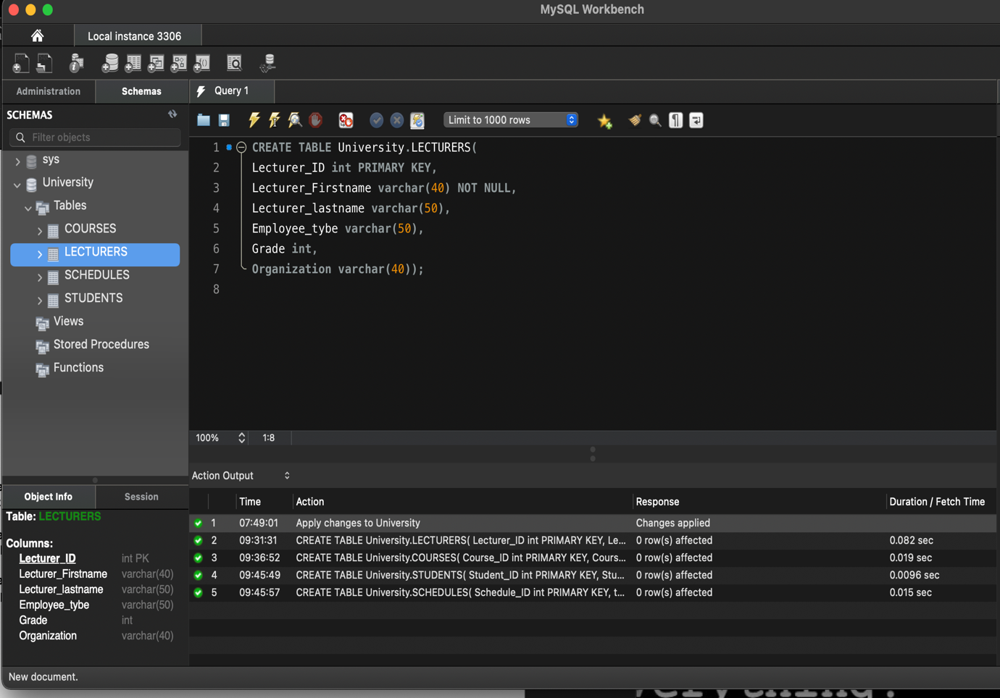 MySQL Workbench
Local instance 3306
Administration
Schemas
Query 1
SCHEMAS
Filter objects
Limit to 1000 rows
sys
University
Tables
COURSES
LECTURERS
SCHEDULES
STUDENTS
Views
Stored Procedures
Functions
1 CREATE TABLE University.LECTURERS(
2 Lecturer_ID int PRIMARY KEY,
3 Lecturer_Firstname varchar(40) NOT NULL,
4 Lecturer_lastname varchar(50),
5 Employee_tybe varchar(50),
6 Grade int,
7 Organization varchar(40));
8
100% 1:8
Action Output
Time Action Response Duration / Fetch Time
1 07:49:01 Apply changes to University Changes applied
2 09:31:31 CREATE TABLE University.LECTURERS( Lecturer_ID int PRIMARY KEY, Le... 0 row(s) affected 0.082 sec
3 09:36:52 CREATE TABLE University.COURSES( Course_ID int PRIMARY KEY, Cours... 0 row(s) affected 0.019 sec
4 09:45:49 CREATE TABLE University.STUDENTS( Student_ID int PRIMARY KEY, Stu... 0 row(s) affected 0.0096 sec
5 09:45:57 CREATE TABLE University.SCHEDULES( Schedule_ID int PRIMARY KEY, t... 0 row(s) affected 0.015 sec
Object Info
Session
Table: LECTURERS
Columns:
Lecturer_ID int PK
Lecturer_Firstname varchar(40)
Lecturer_lastname varchar(50)
Employee_tybe varchar(50)
Grade int
Organization varchar(40)
New document.